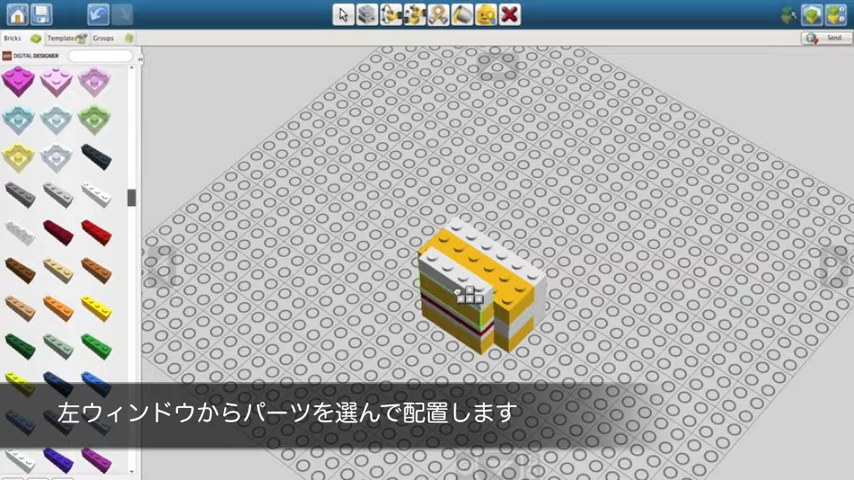 Bricks
Templates
Groups
LEGO DIGITAL DESIGNER
Send
左ウィンドウからパーツを選んで配置します